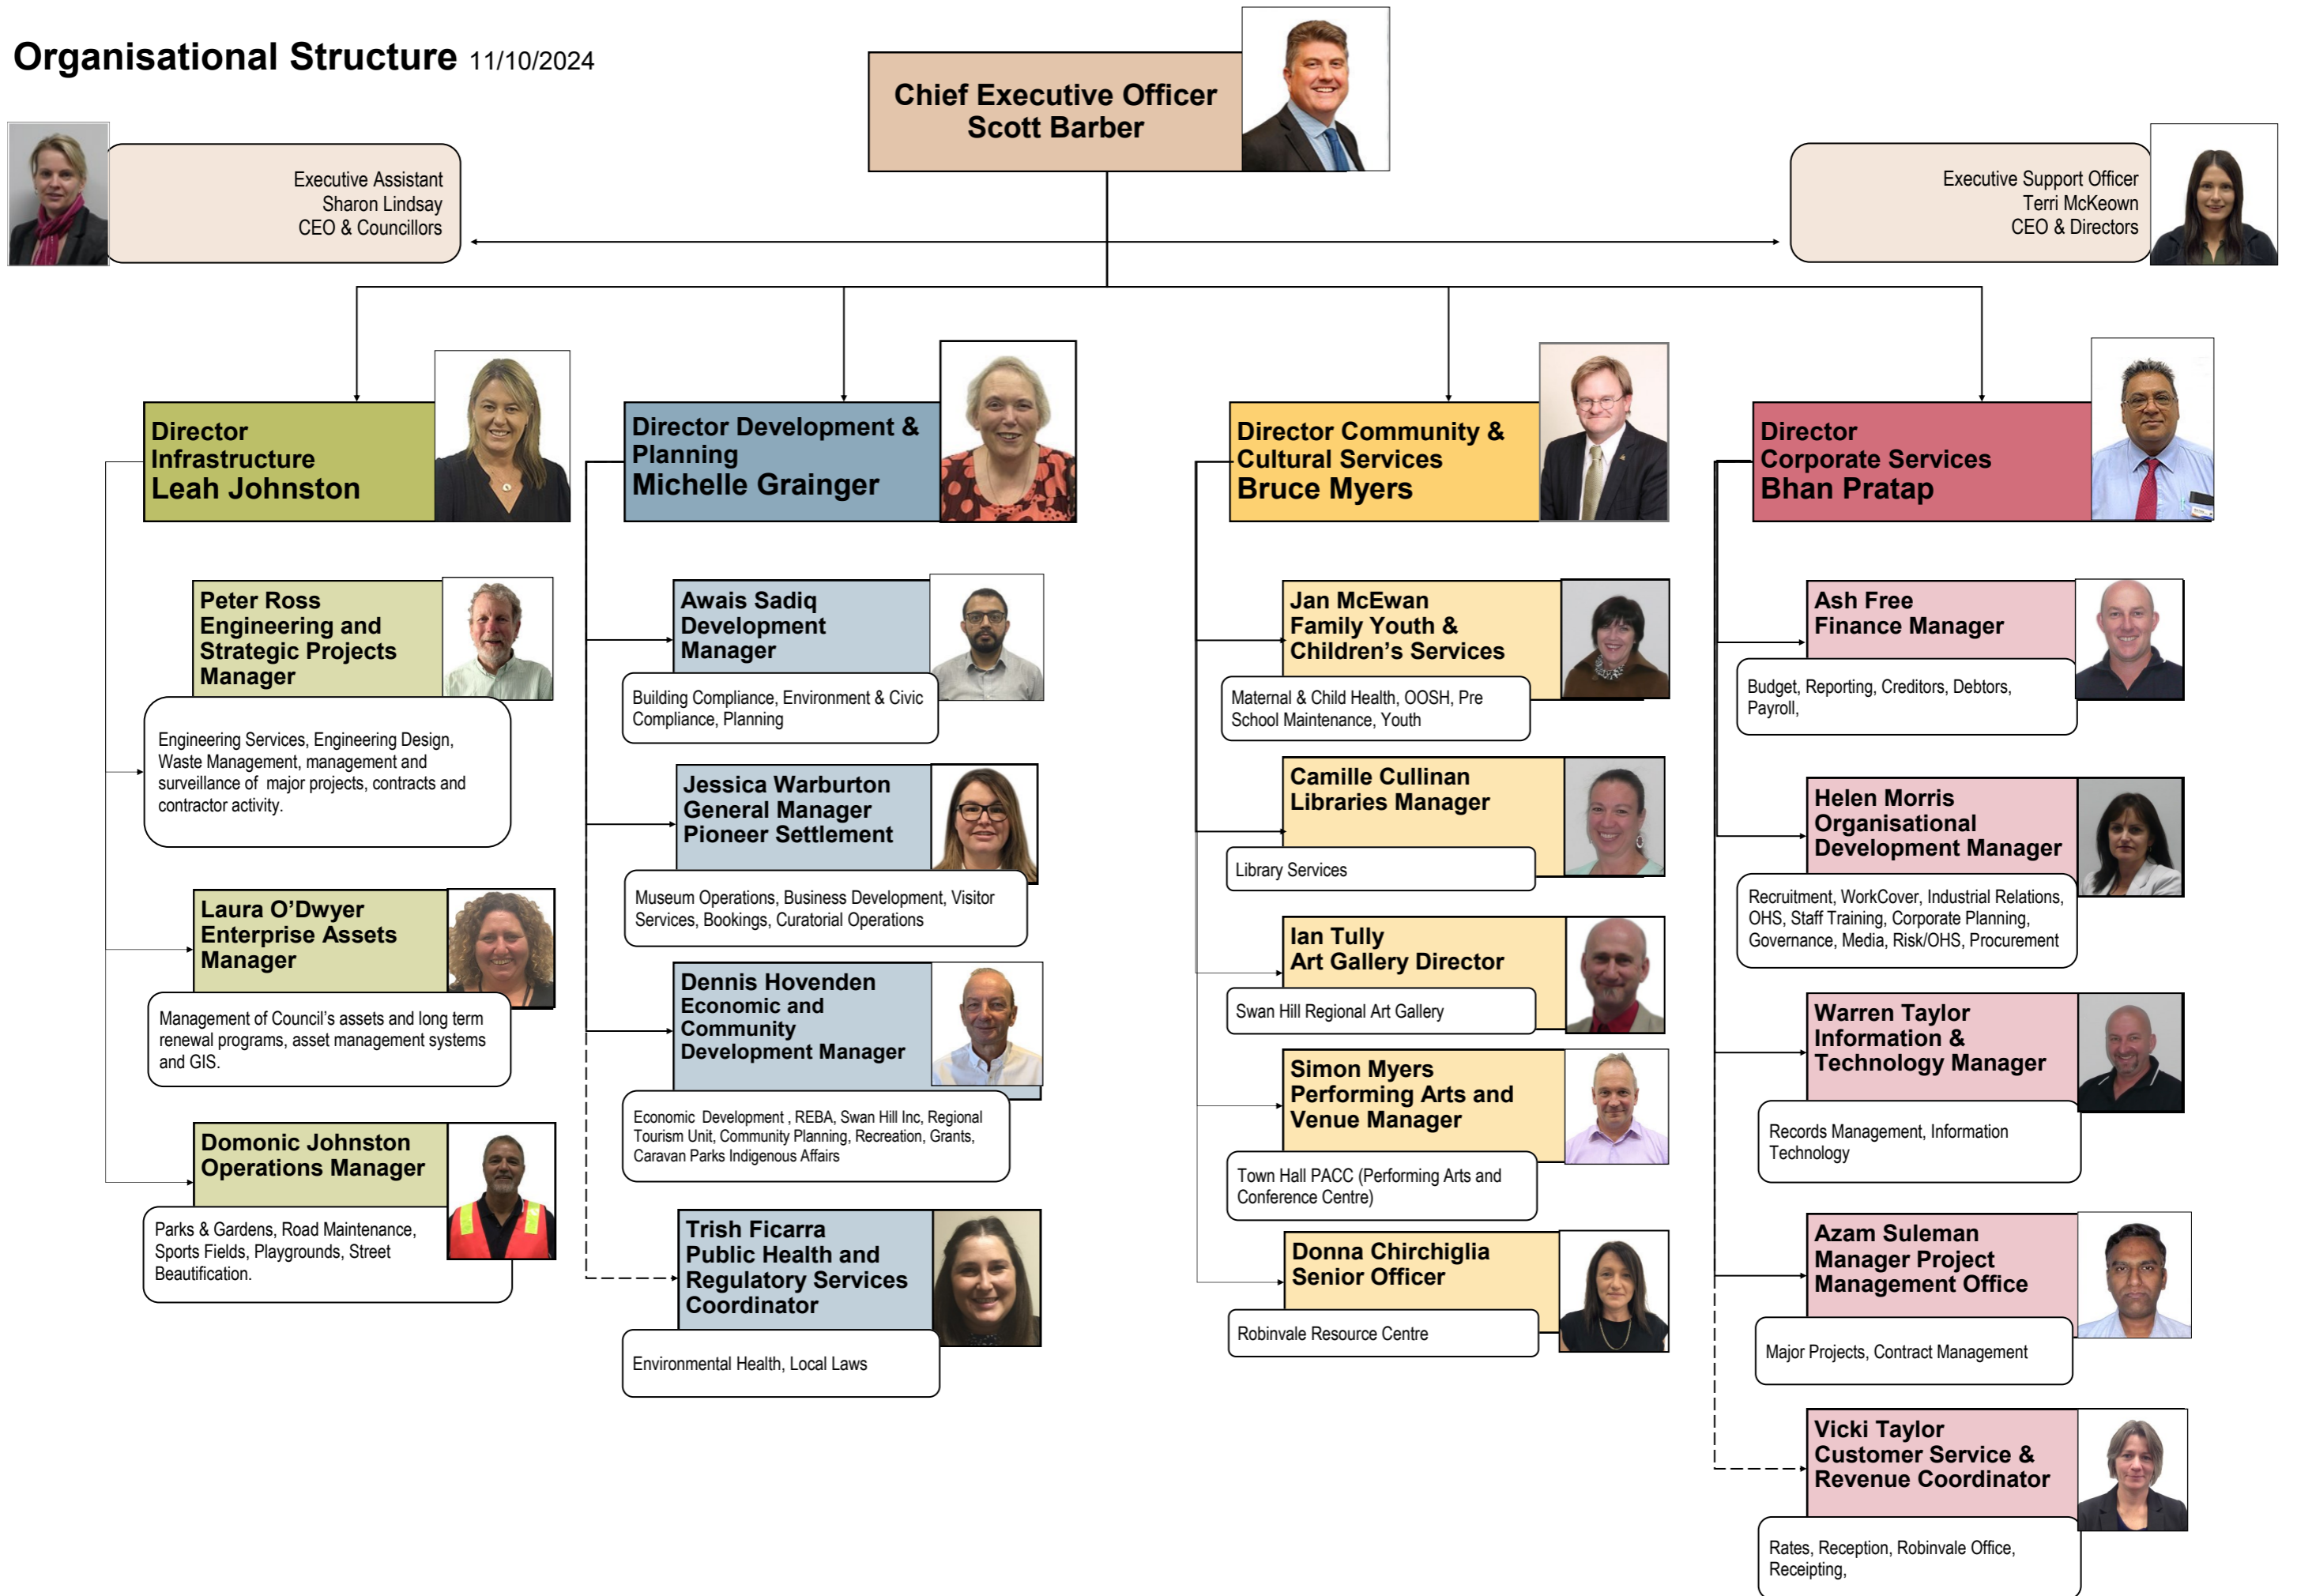 Organisational Structure 11/10/2024
Chief Executive Officer
Scott Barber
Executive Assistant
Sharon Lindsay
CEO & Councillors
Executive Support Officer
Terri McKeown
CEO & Directors
Director
Infrastructure
Leah Johnston
Peter Ross
Engineering and
Strategic Projects
Manager
Engineering Services, Engineering Design,
Waste Management, management and
surveillance of major projects, contracts and
contractor activity.
Laura O’Dwyer
Enterprise Assets
Manager
Management of Council’s assets and long term
renewal programs, asset management systems
and GIS.
Domonic Johnston
Operations Manager
Parks & Gardens, Road Maintenance,
Sports Fields, Playgrounds, Street
Beautification.
Director Development &
Planning
Michelle Grainger
Awais Sadiq
Development
Manager
Building Compliance, Environment & Civic
Compliance, Planning
Jessica Warburton
General Manager
Pioneer Settlement
Museum Operations, Business Development, Visitor
Services, Bookings, Curatorial Operations
Dennis Hovenden
Economic and
Community
Development Manager
Economic Development , REBA, Swan Hill Inc, Regional
Tourism Unit, Community Planning, Recreation, Grants,
Caravan Parks Indigenous Affairs
Trish Ficarra
Public Health and
Regulatory Services
Coordinator
Environmental Health, Local Laws
Director Community &
Cultural Services
Bruce Myers
Jan McEwan
Family Youth &
Children’s Services
Maternal & Child Health, OOSH, Pre
School Maintenance, Youth
Camille Cullinan
Libraries Manager
Library Services
Ian Tully
Art Gallery Director
Swan Hill Regional Art Gallery
Simon Myers
Performing Arts and
Venue Manager
Town Hall PACC (Performing Arts and
Conference Centre)
Donna Chirchiglia
Senior Officer
Robinvale Resource Centre
Director
Corporate Services
Bhan Pratap
Ash Free
Finance Manager
Budget, Reporting, Creditors, Debtors,
Payroll,
Helen Morris
Organisational
Development Manager
Recruitment, WorkCover, Industrial Relations,
OHS, Staff Training, Corporate Planning,
Governance, Media, Risk/OHS, Procurement
Warren Taylor
Information &
Technology Manager
Records Management, Information
Technology
Azam Suleman
Manager Project
Management Office
Major Projects, Contract Management
Vicki Taylor
Customer Service &
Revenue Coordinator
Rates, Reception, Robinvale Office,
Receipting,